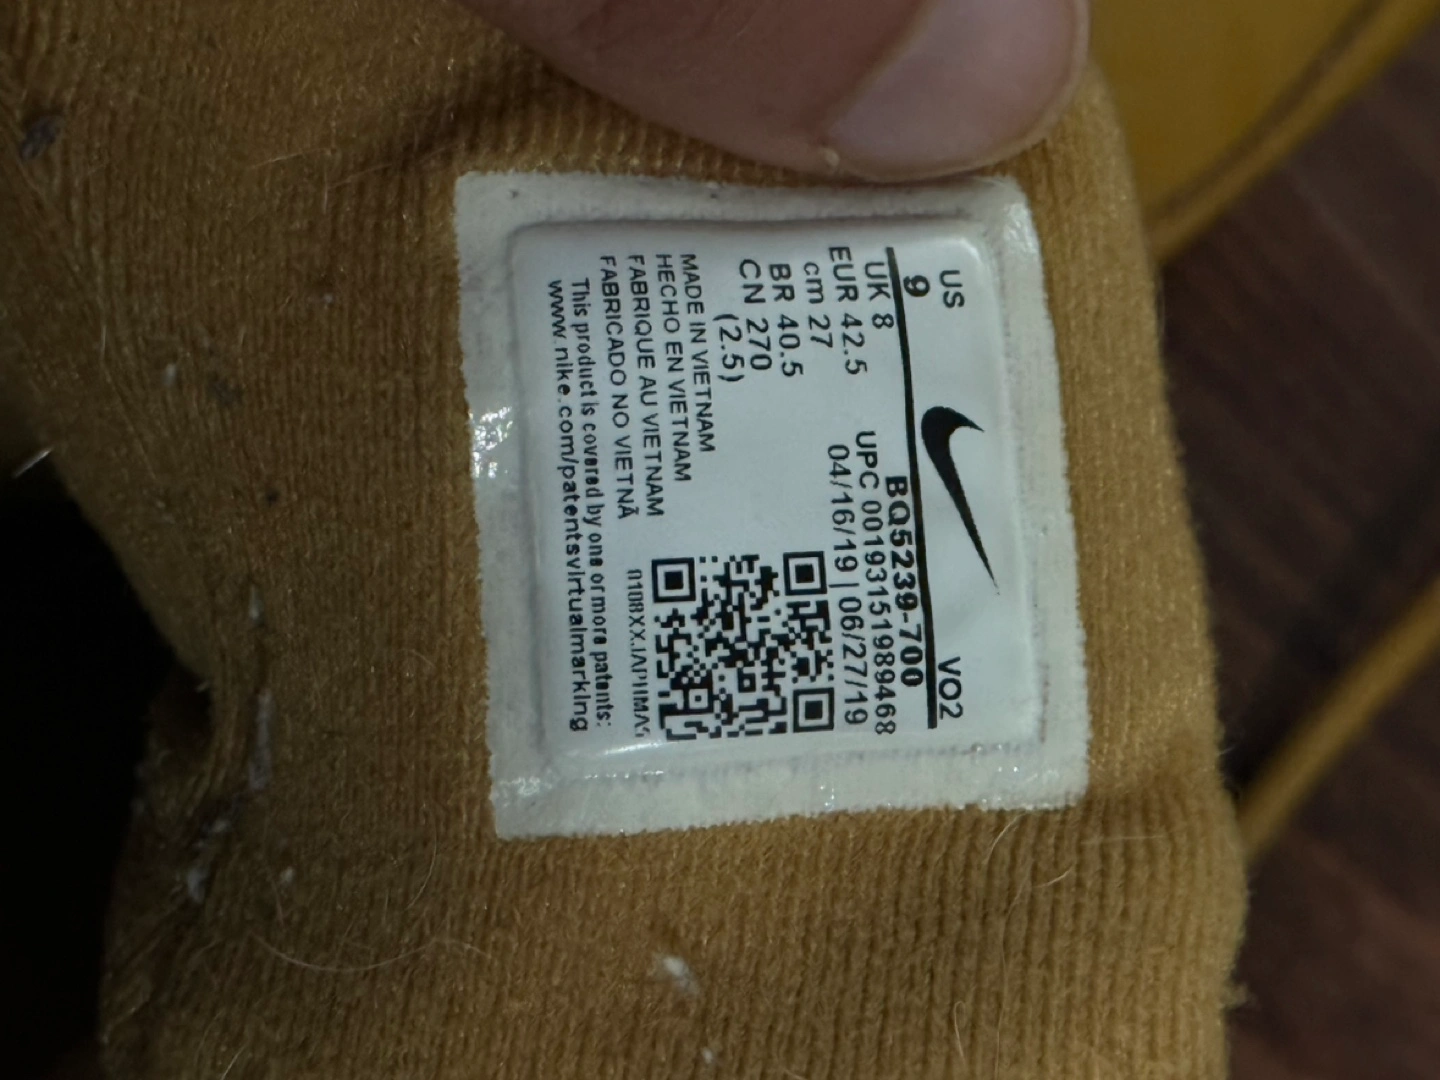 US VO2
9
BQ5239-700
UK 8 UPC 00193151989468
EUR 42.5 04/16/19 | 06/27/19
cm 27
BR 40.5
CN 270
(2.5)
MADE IN VIETNAM
HECHO EN VIETNAM
FABRIQUE AU VIETNAM
FABRICADO NO VIETNÃ
This product is covered by one or more patents:
www.nike.com/patentsvirtualmarking